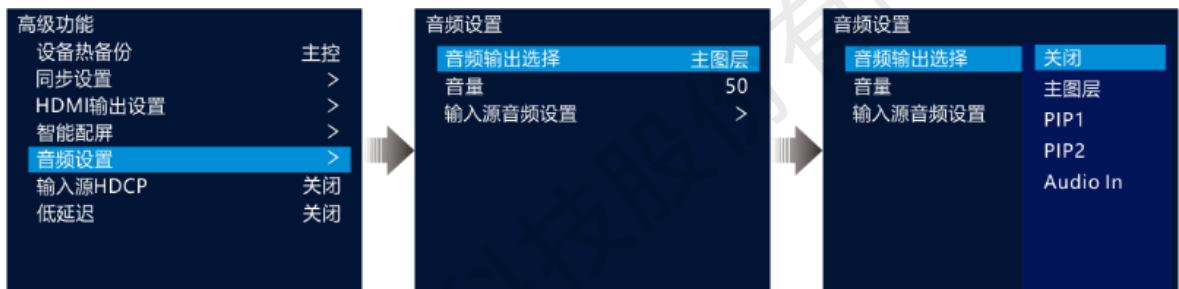 高级功能
设备热备份 主控
同步设置 >
HDMI输出设置 >
智能配屏 >
音频设置 >
输入源HDCP 关闭
低延迟 关闭
音频设置
音频输出选择 主图层
音量 50
输入源音频设置 >
音频设置
音频输出选择 关闭
音量 主图层
输入源音频设置 PIP1
PIP2
Audio In
科技股份有